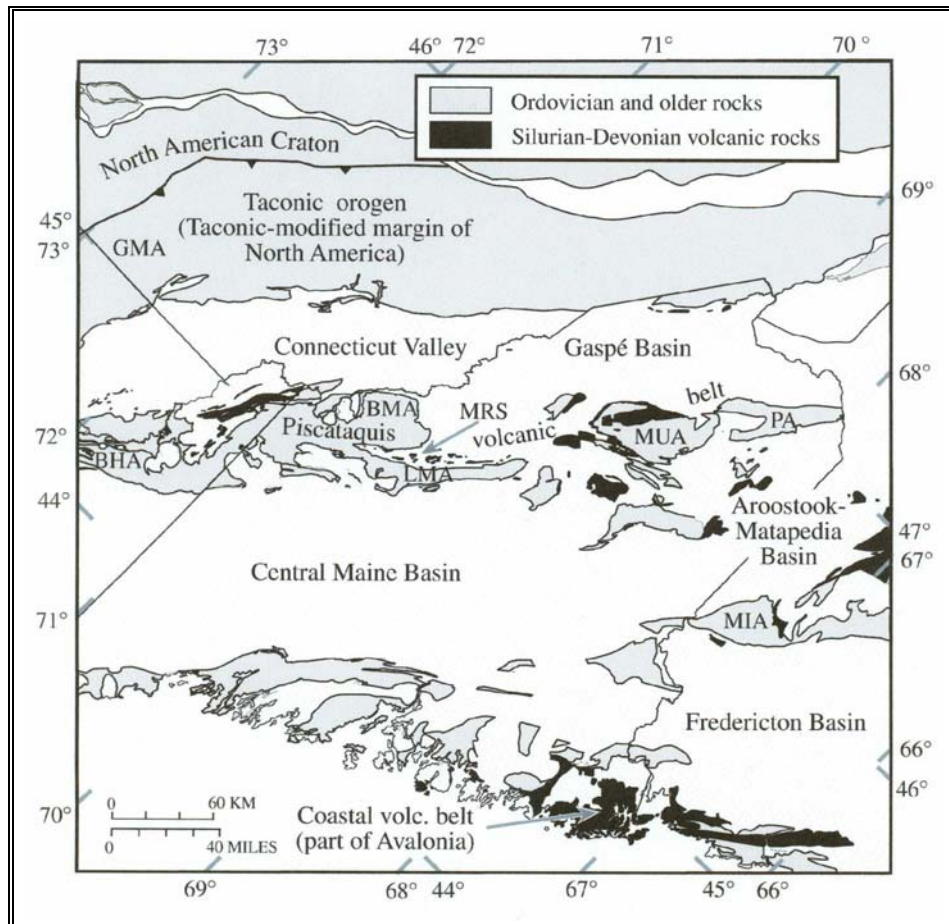 73°
46°
72°
71°
70°
Ordovician and older rocks
Silurian-Devonian volcanic rocks
North American Craton
69°
Taconic orogen
(Taconic-modified margin of
North America)
45°
73°
GMA
Connecticut Valley
Gaspé Basin
68°
belt
BMA
MRS
PA
72°
Piscataquis
volcanic
MUA
BHA
LMA
44°
Aroostook-
Matapedia
Basin
47°
67°
Central Maine Basin
71°
MIA
Fredericton Basin
66°
46°
70°
0 60 KM
0 40 MILES
Coastal volc. belt
(part of Avalonia)
69°
68°
44°
67°
45°
66°